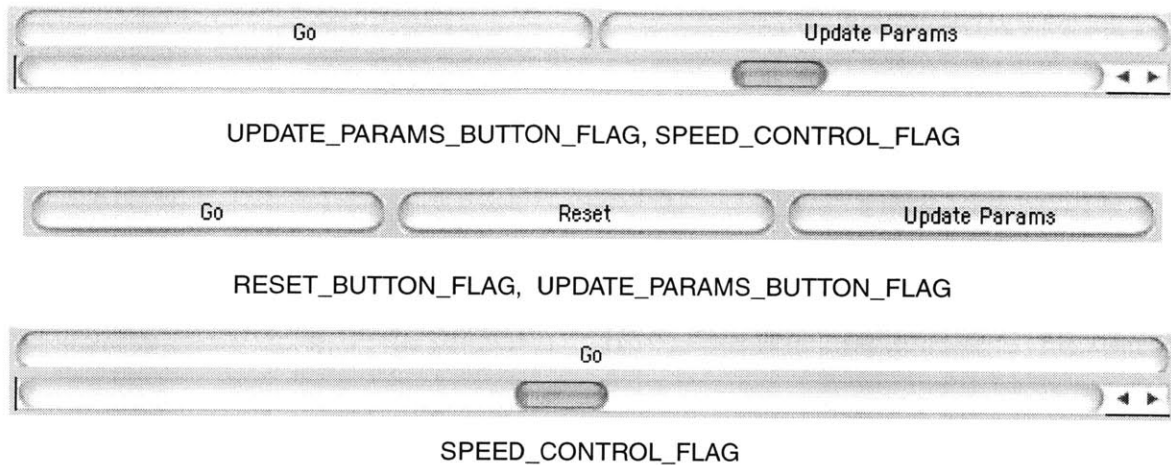 Go Update Params
UPDATE_PARAMS_BUTTON_FLAG, SPEED_CONTROL_FLAG
Go Reset Update Params
RESET_BUTTON_FLAG, UPDATE_PARAMS_BUTTON_FLAG
Go
SPEED_CONTROL_FLAG